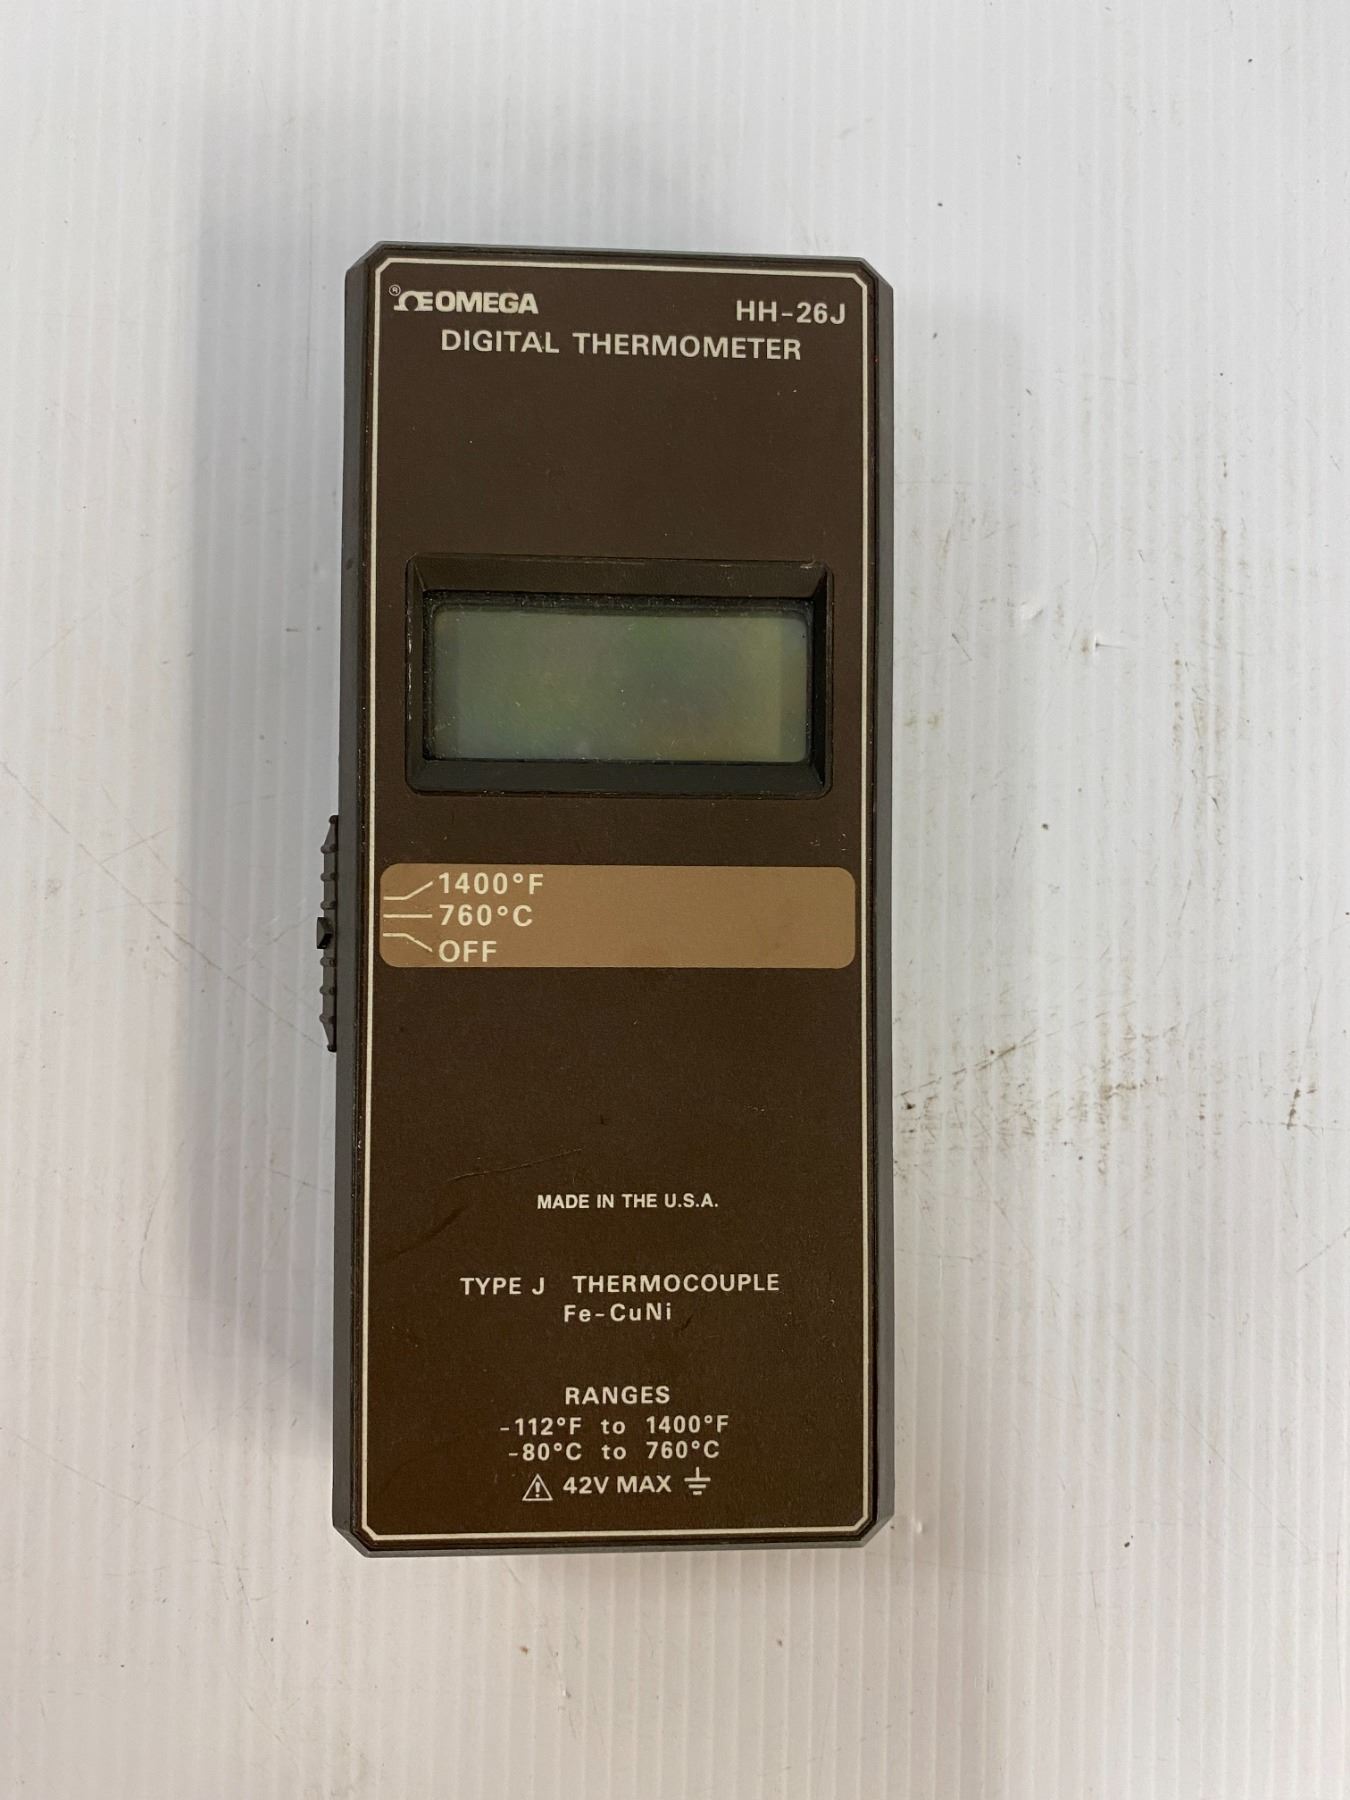 ® OMEGA
HH-26J
DIGITAL THERMOMETER
1400°F
760°C
OFF
MADE IN THE U.S.A.
TYPE J THERMOCOUPLE
Fe-CuNi
RANGES
-112°F to 1400°F
-80°C to 760°C
42V MAX